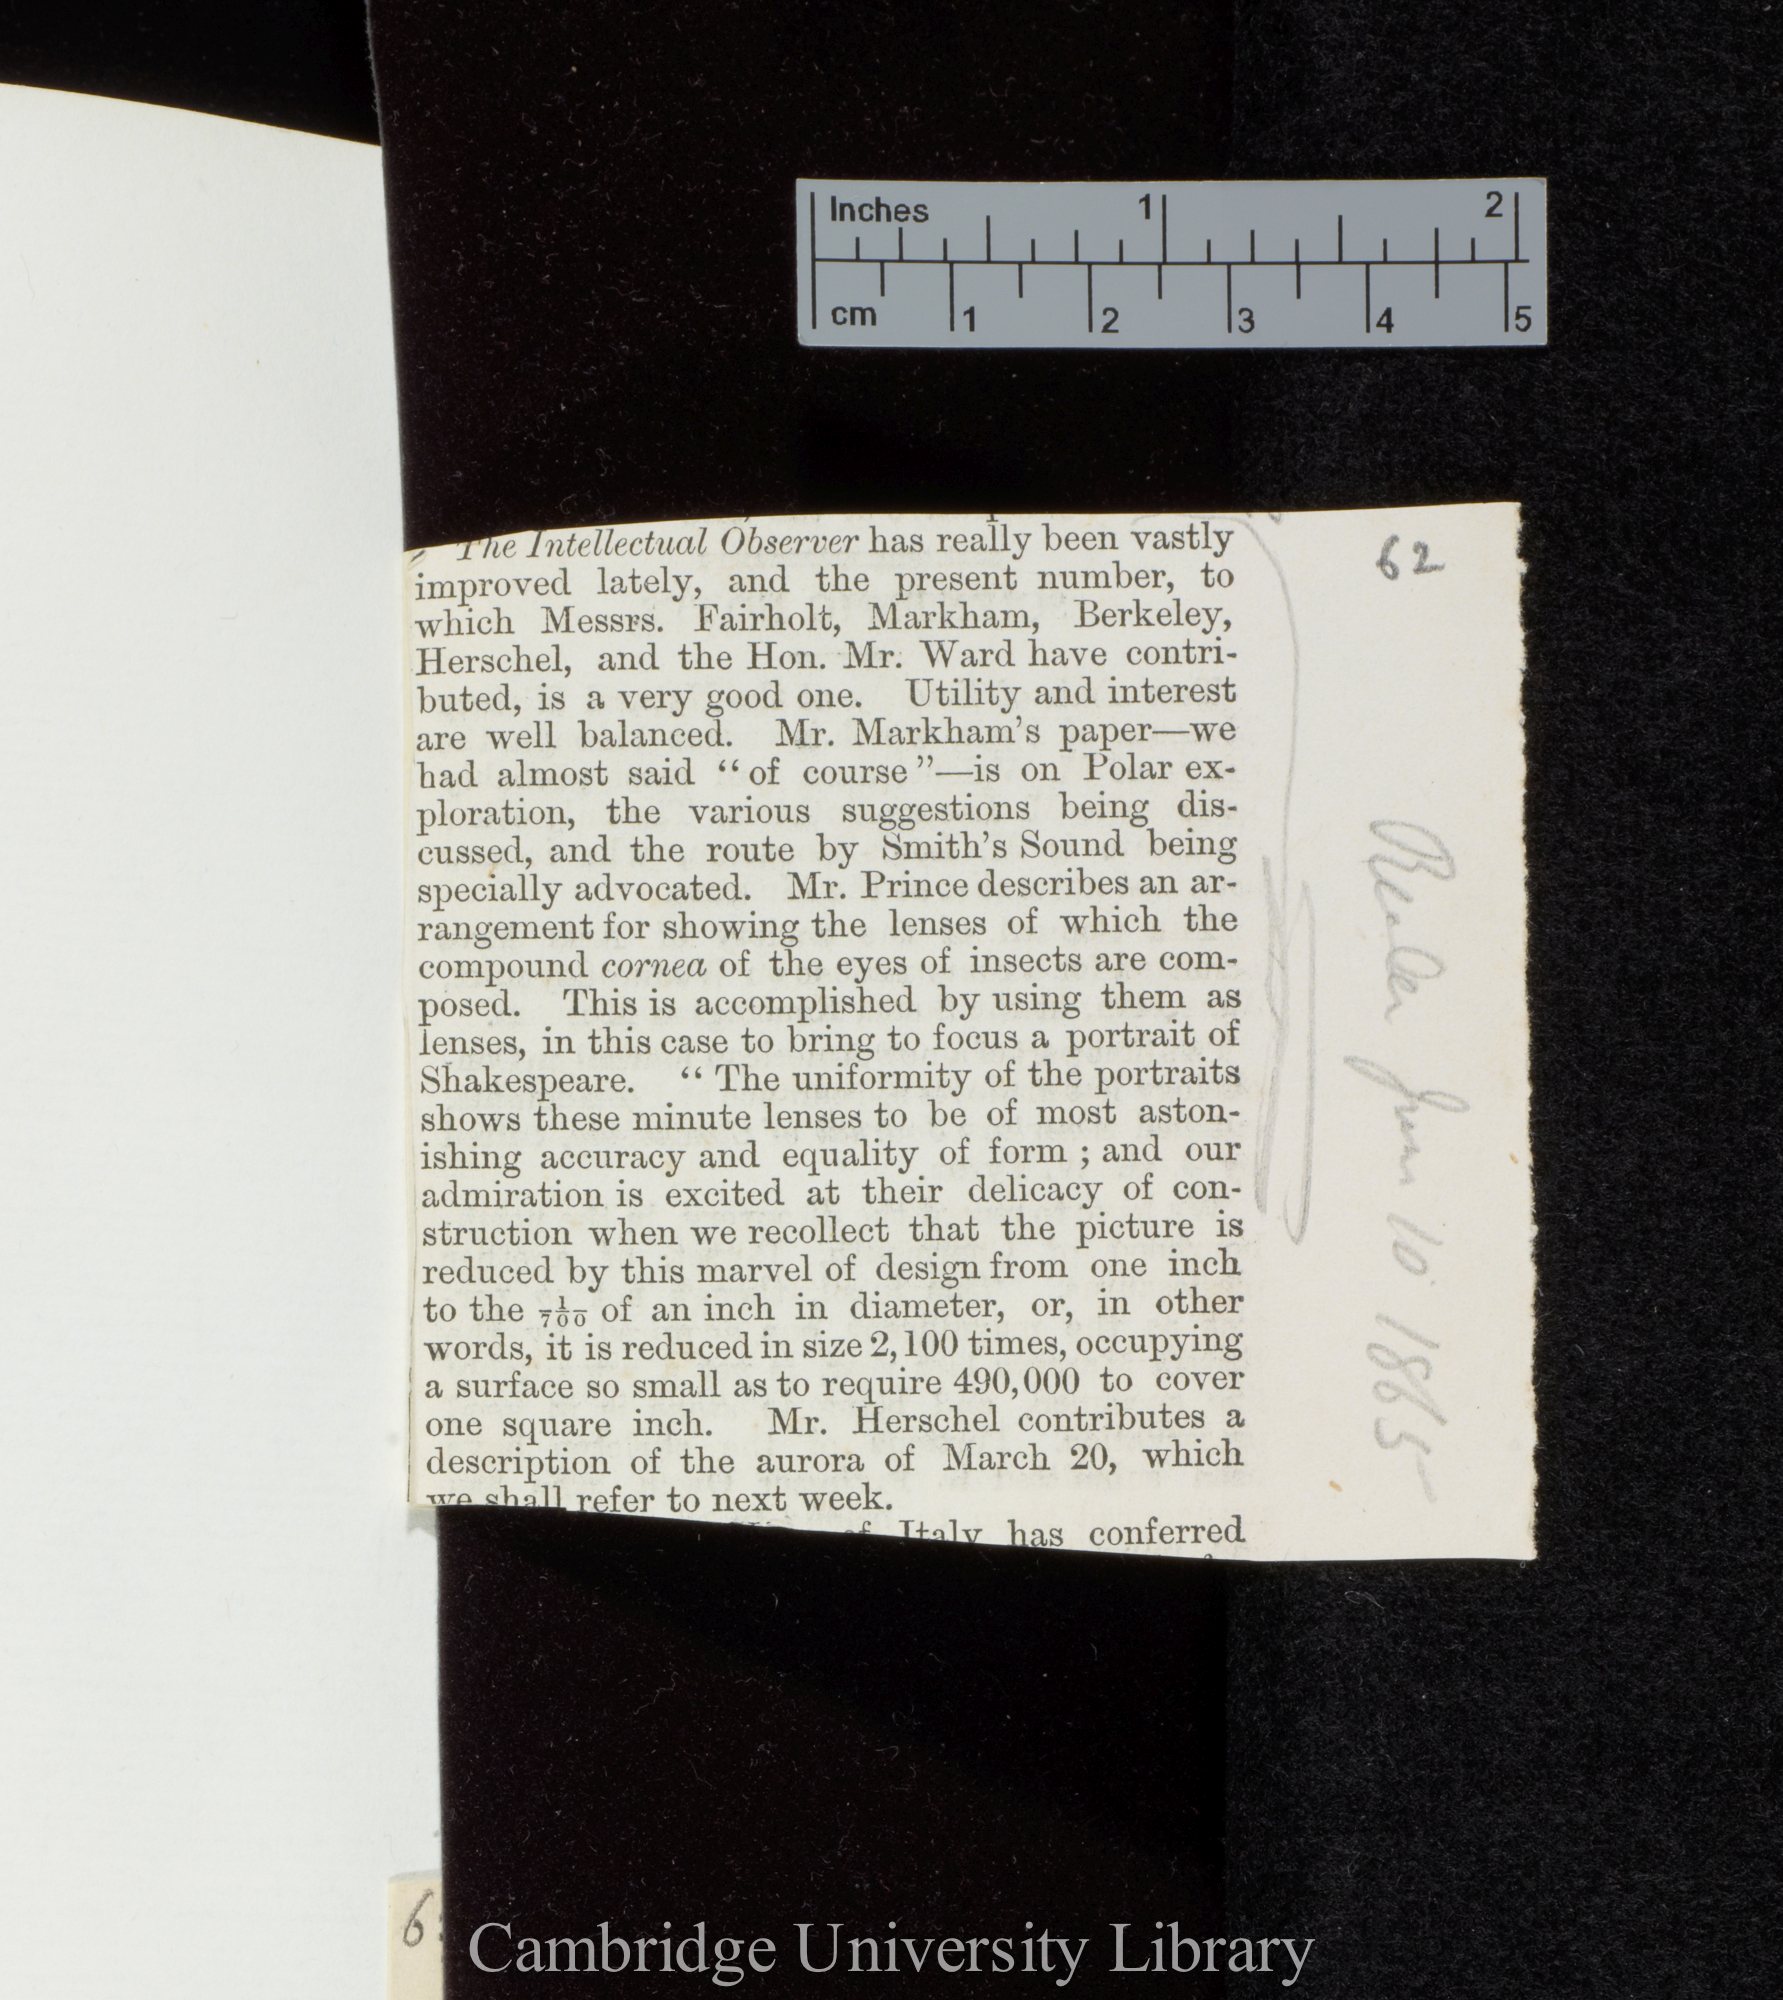 Inches 1 2
cm 1 2 3 4 5
62
The Intellectual Observer has really been vastly
improved lately, and the present number, to
which Messrs. Fairholt, Markham, Berkeley,
Herschel, and the Hon. Mr. Ward have contri-
buted, is a very good one. Utility and interest
are well balanced. Mr. Markham's paper—we
had almost said “of course”—is on Polar ex-
ploration, the various suggestions being dis-
cussed, and the route by Smith's Sound being
specially advocated. Mr. Prince describes an ar-
rangement for showing the lenses of which the
compound cornea of the eyes of insects are com-
posed. This is accomplished by using them as
lenses, in this case to bring to focus a portrait of
Shakespeare. “The uniformity of the portraits
shows these minute lenses to be of most aston-
ishing accuracy and equality of form ; and our
admiration is excited at their delicacy of con-
struction when we recollect that the picture is
reduced by this marvel of design from one inch
to the 1/700 of an inch in diameter, or, in other
words, it is reduced in size 2,100 times, occupying
a surface so small as to require 490,000 to cover
one square inch. Mr. Herschel contributes a
description of the aurora of March 20, which
we shall refer to next week.
of Italy has conferred
Reader June 10 1865
Cambridge University Library